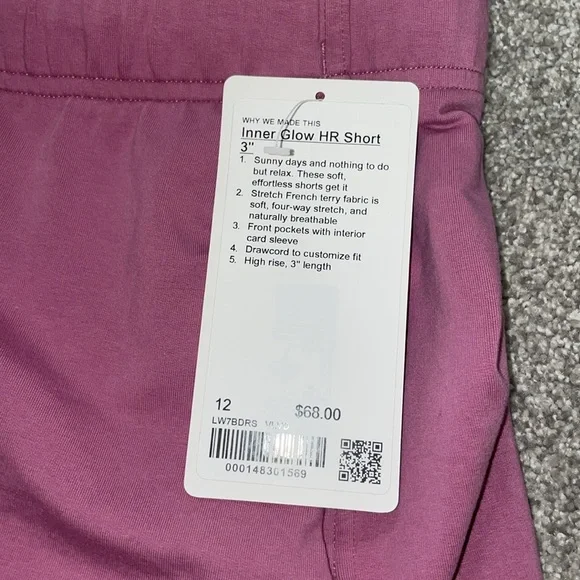 WHY WE MADE THIS
Inner Glow HR Short
3"
1. Sunny days and nothing to do
but relax. These soft,
effortless shorts get it
2. Stretch French terry fabric is
soft, four-way stretch, and
naturally breathable
3. Front pockets with interior
card sleeve
4. Drawcord to customize fit
5. High rise, 3" length
12 $68.00
LW7BDRS
000148301569